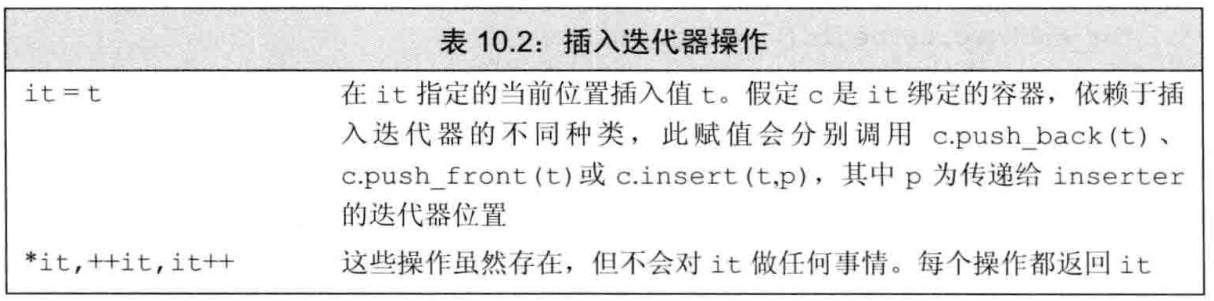 表 10.2：插入迭代器操作
it = t 在 it 指定的当前位置插入值 t。假定 c 是 it 绑定的容器，依赖于插
入迭代器的不同种类，此赋值会分别调用 c.push_back(t)、
c.push_front(t)或 c.insert(t,p)，其中 p 为传递给 inserter
的迭代器位置
*it,++it,it++ 这些操作虽然存在，但不会对 it 做任何事情。每个操作都返回 it